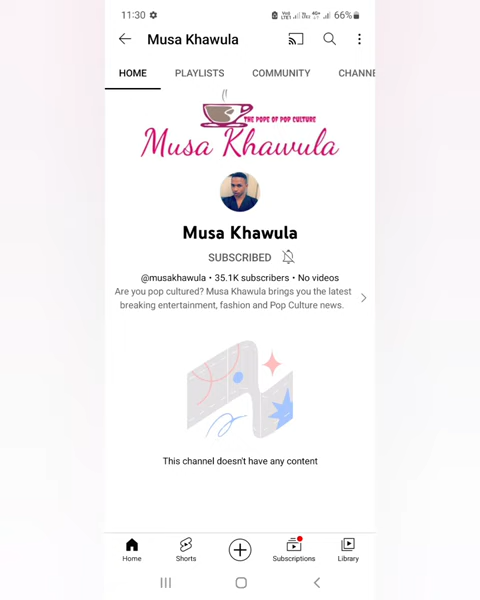 11:30 66%
Musa Khawula
HOME PLAYLISTS COMMUNITY CHANNE
THE POPE OF POP CULTURE
Musa Khawula
Musa Khawula
SUBSCRIBED
@musakhawula • 35.1K subscribers • No videos
Are you pop cultured? Musa Khawula brings you the latest
breaking entertainment, fashion and Pop Culture news.
This channel doesn't have any content
Home Shorts Subscriptions Library